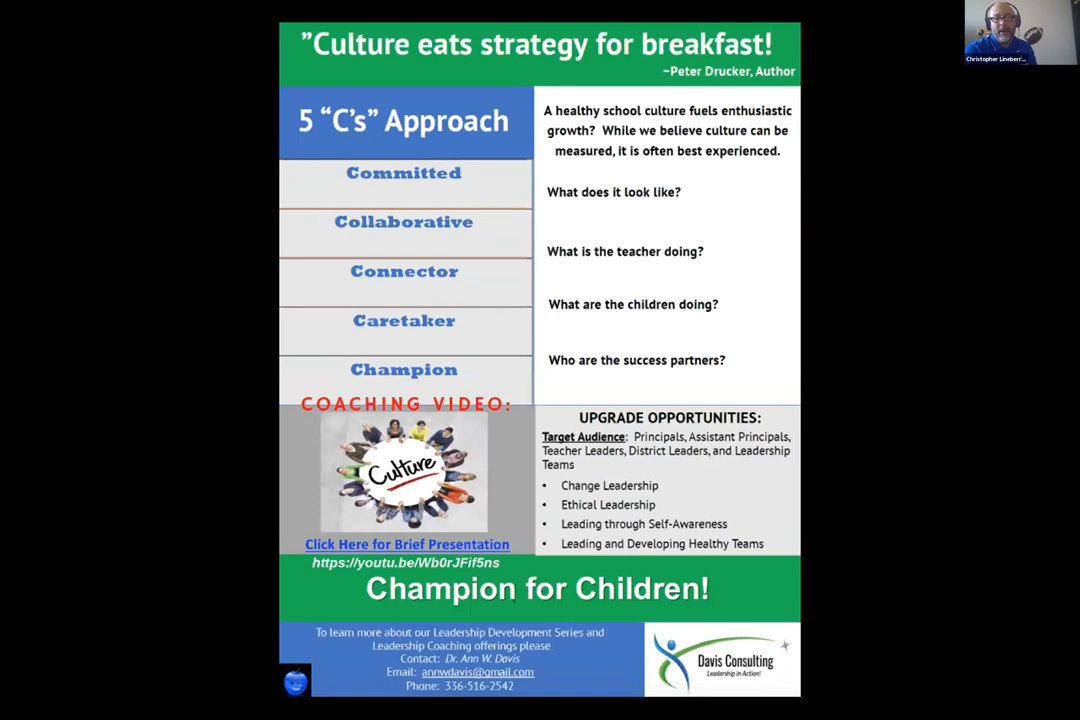 ”Culture eats strategy for breakfast!
~Peter Drucker, Author
5 “C’s” Approach
Committed
Collaborative
Connector
Caretaker
Champion
A healthy school culture fuels enthusiastic
growth? While we believe culture can be
measured, it is often best experienced.
What does it look like?
What is the teacher doing?
What are the children doing?
Who are the success partners?
COACHING VIDEO:
Culture
Click Here for Brief Presentation
https://youtu.be/Wb0rJFif5ns
UPGRADE OPPORTUNITIES:
Target Audience: Principals, Assistant Principals,
Teacher Leaders, District Leaders, and Leadership
Teams
• Change Leadership
• Ethical Leadership
• Leading through Self-Awareness
• Leading and Developing Healthy Teams
Champion for Children!
To learn more about our Leadership Development Series and
Leadership Coaching offerings please
Contact: Dr. Ann W. Davis
Email: annwdavis@gmail.com
Phone: 336-516-2542
Davis Consulting
Leadership in Action!
Christopher Lineberr...